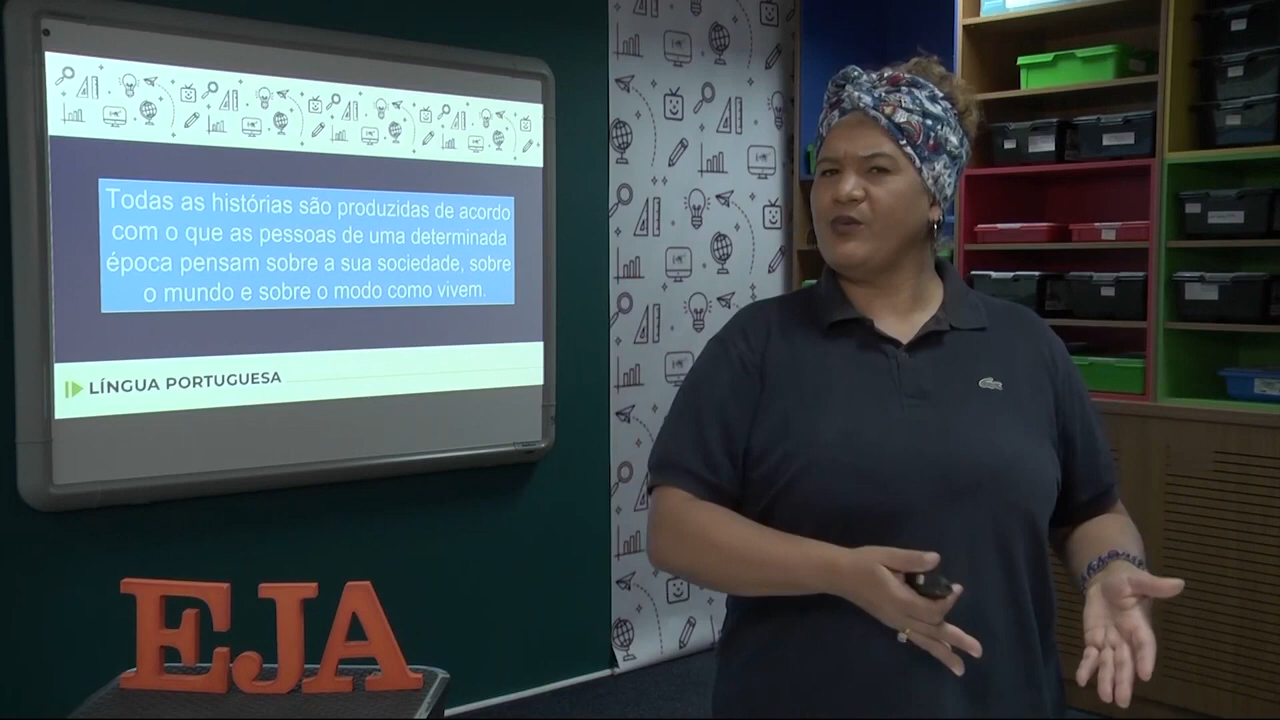 Todas as histórias são produzidas de acordo
com o que as pessoas de uma determinada
época pensam sobre a sua sociedade, sobre
o mundo e sobre o modo como vivem.
LÍNGUA PORTUGUESA
EJA